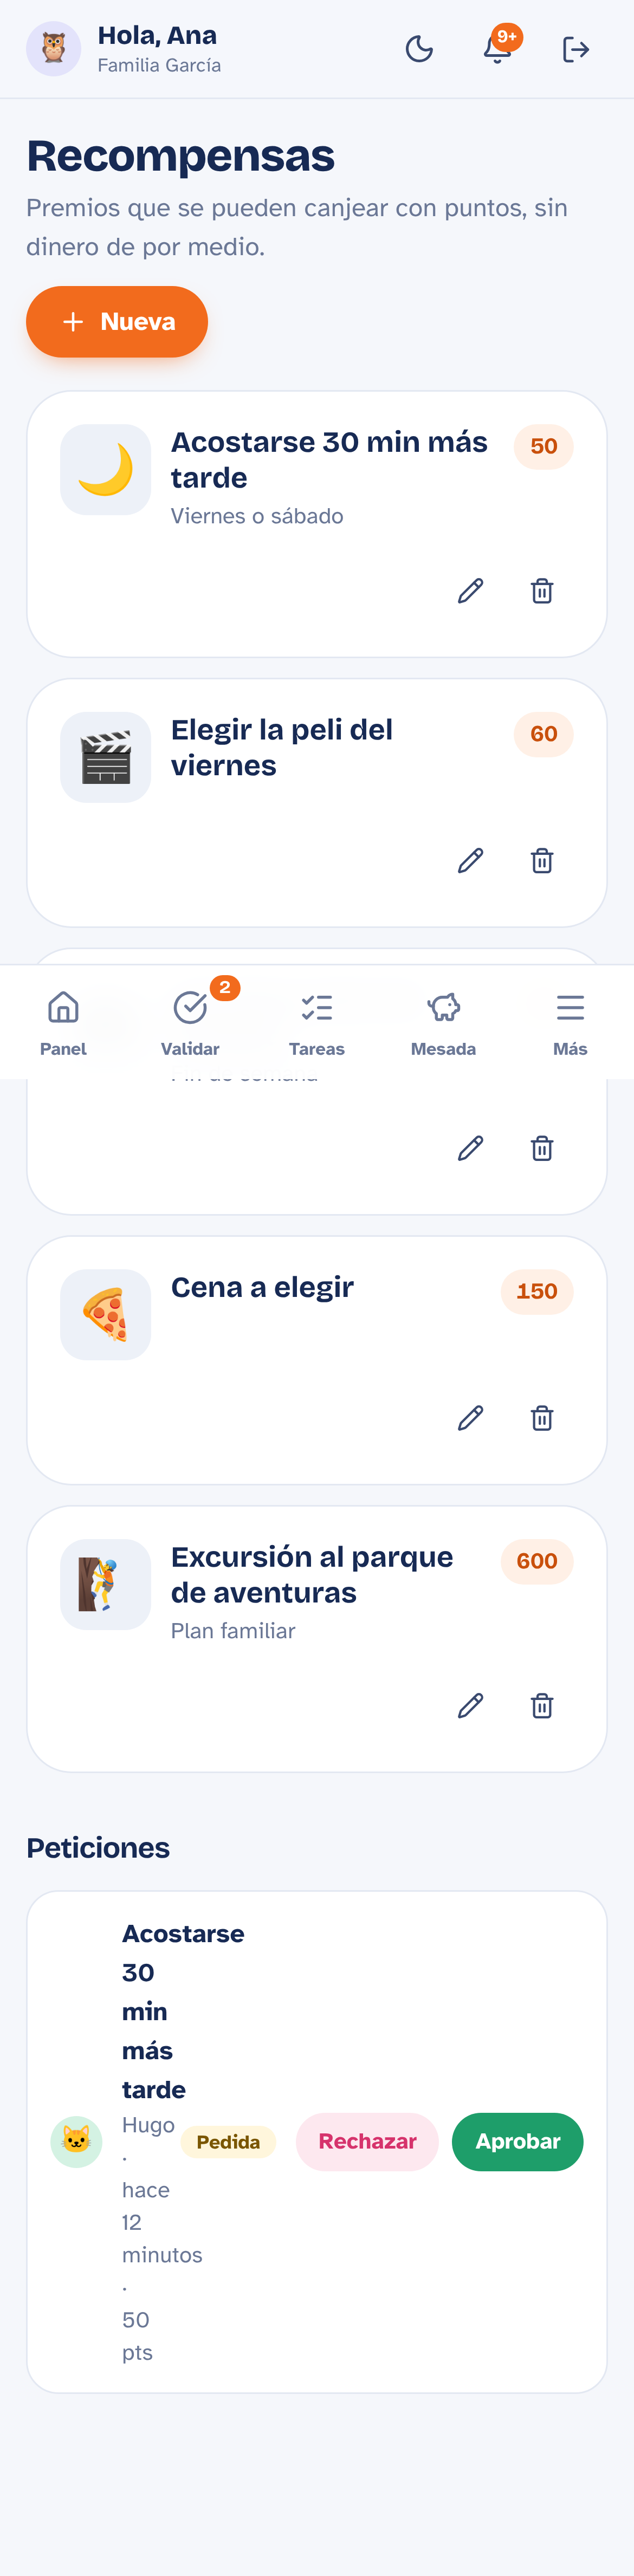 Hola, Ana
Familia García
9+
Recompensas
Premios que se pueden canjear con puntos, sin
dinero de por medio.
Nueva
Acostarse 30 min más
tarde
50
Viernes o sábado
Elegir la peli del
viernes
60
2
Panel
Validar
Tareas
Mesada
Más
Cena a elegir
150
Excursión al parque
de aventuras
600
Plan familiar
Peticiones
Acostarse
30
min
más
tarde
Hugo
·
hace
12
minutos
·
50
pts
Pedida
Rechazar
Aprobar